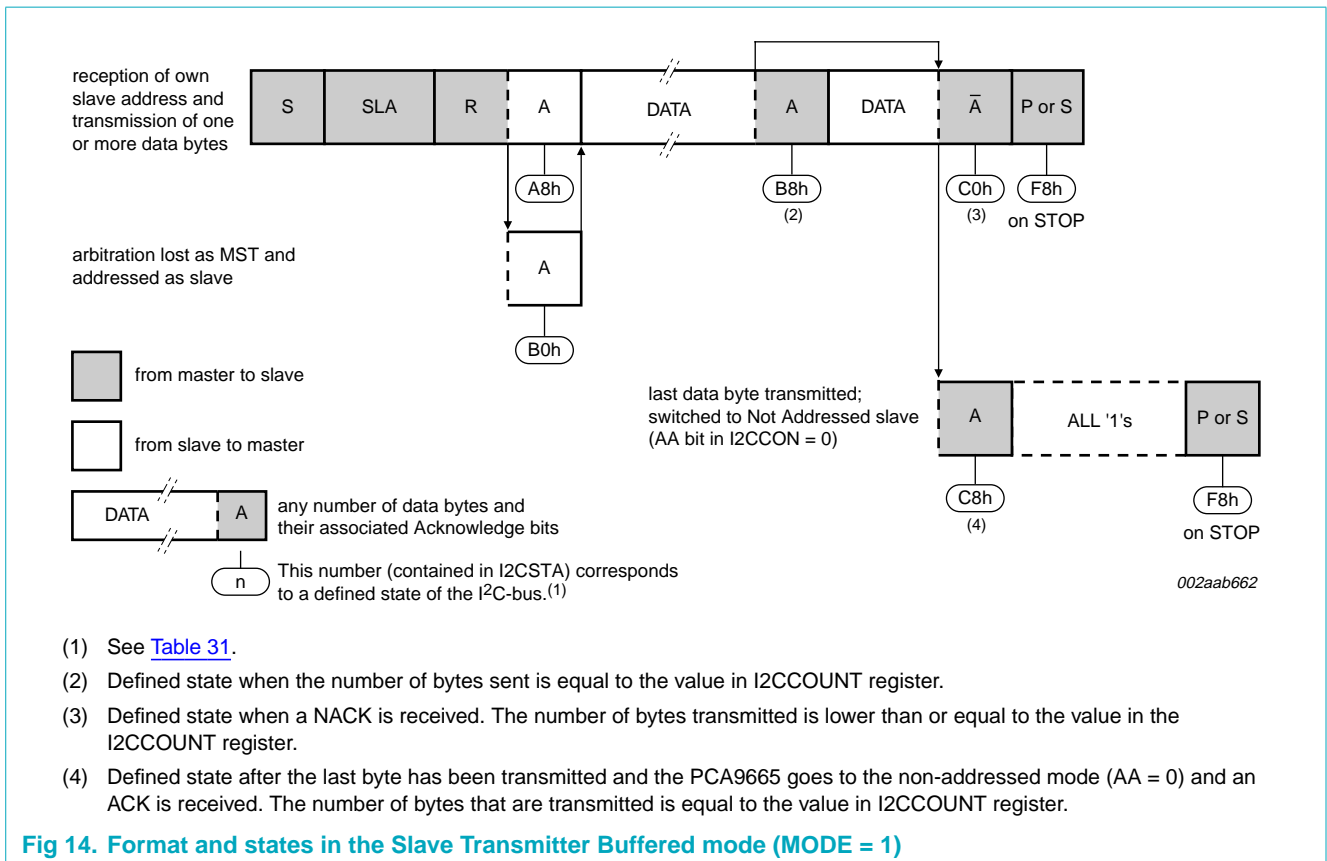 reception of own
slave address and
transmission of one
or more data bytes
S
SLA
R
A
DATA
A
DATA
A̅
P or S
A8h
B8h
(2)
C0h
(3)
F8h
on STOP
arbitration lost as MST and
addressed as slave
A
B0h
from master to slave
from slave to master
last data byte transmitted;
switched to Not Addressed slave
(AA bit in I2CCON = 0)
A
ALL '1's
P or S
C8h
(4)
F8h
on STOP
DATA
A
any number of data bytes and
their associated Acknowledge bits
n
This number (contained in I2CSTA) corresponds
to a defined state of the I²C-bus.(1)
002aab662
(1) See Table 31.
(2) Defined state when the number of bytes sent is equal to the value in I2CCOUNT register.
(3) Defined state when a NACK is received. The number of bytes transmitted is lower than or equal to the value in the
I2CCOUNT register.
(4) Defined state after the last byte has been transmitted and the PCA9665 goes to the non-addressed mode (AA = 0) and an
ACK is received. The number of bytes that are transmitted is equal to the value in I2CCOUNT register.
Fig 14. Format and states in the Slave Transmitter Buffered mode (MODE = 1)